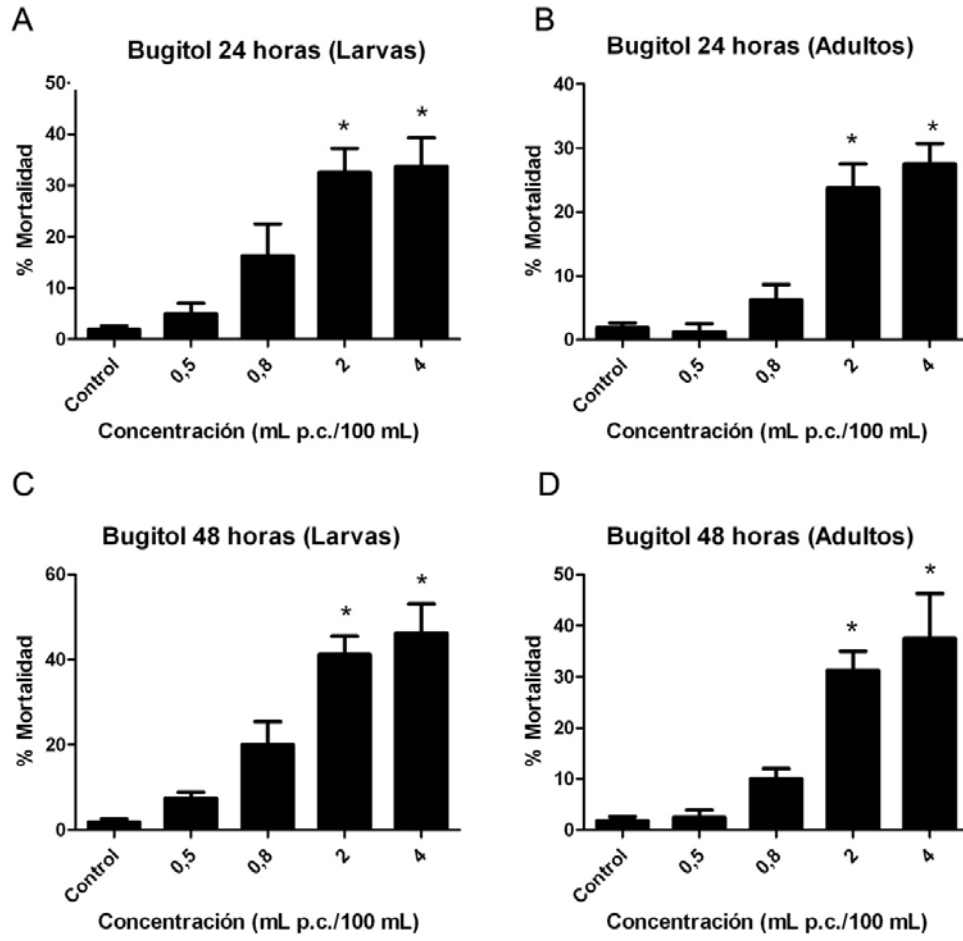 A
Bugitol 24 horas (Larvas)
50
40
30
20
10
0
% Mortalidad
*
*
Control
0,5
0,8
2
4
Concentración (mL p.c./100 mL)
B
Bugitol 24 horas (Adultos)
40
30
20
10
0
% Mortalidad
*
*
Control
0,5
0,8
2
4
Concentración (mL p.c./100 mL)
C
Bugitol 48 horas (Larvas)
60
40
20
0
% Mortalidad
*
*
Control
0,5
0,8
2
4
Concentración (mL p.c./100 mL)
D
Bugitol 48 horas (Adultos)
50
40
30
20
10
0
% Mortalidad
*
*
Control
0,5
0,8
2
4
Concentración (mL p.c./100 mL)